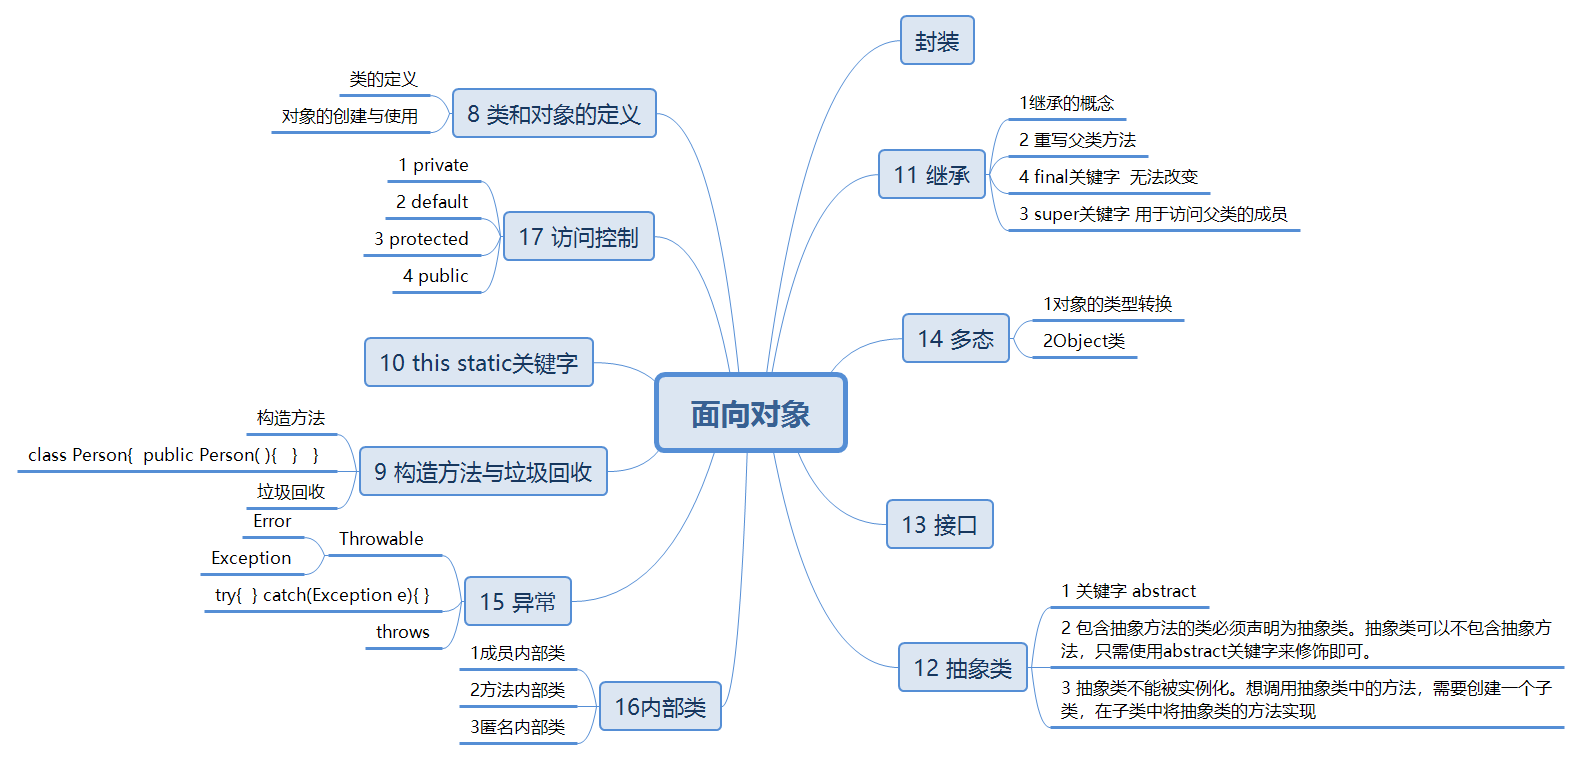 面向对象
封装
11 继承
1继承的概念
2 重写父类方法
4 final关键字  无法改变
3 super关键字 用于访问父类的成员
14 多态
1对象的类型转换
2Object类
13 接口
12 抽象类
1 关键字 abstract
2 包含抽象方法的类必须声明为抽象类。抽象类可以不包含抽象方
法，只需使用abstract关键字来修饰即可。
3 抽象类不能被实例化。想调用抽象类中的方法，需要创建一个子
类，在子类中将抽象类的方法实现
8 类和对象的定义
类的定义
对象的创建与使用
17 访问控制
1 private
2 default
3 protected
4 public
10 this static关键字
9 构造方法与垃圾回收
构造方法
class Person{  public Person( ){   }   }
垃圾回收
15 异常
Throwable
Error
Exception
try{  } catch(Exception e){ }
throws
16内部类
1成员内部类
2方法内部类
3匿名内部类